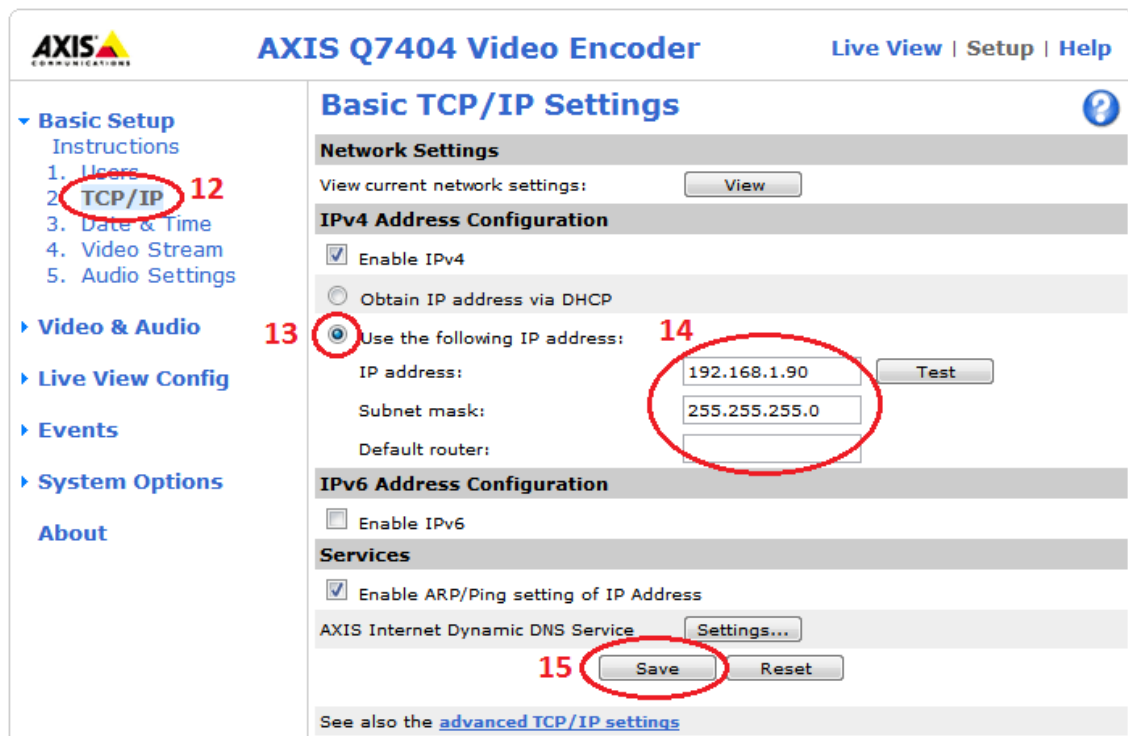 AXIS
COMMUNICATIONS
AXIS Q7404 Video Encoder
Live View | Setup | Help
Basic Setup
Instructions
1. Users
2. TCP/IP
12
3. Date & Time
4. Video Stream
5. Audio Settings
Video & Audio
Live View Config
Events
System Options
About
Basic TCP/IP Settings
?
Network Settings
View current network settings: View
IPv4 Address Configuration
Enable IPv4
Obtain IP address via DHCP
13
Use the following IP address:
14
IP address: 192.168.1.90 Test
Subnet mask: 255.255.255.0
Default router:
IPv6 Address Configuration
Enable IPv6
Services
Enable ARP/Ping setting of IP Address
AXIS Internet Dynamic DNS Service Settings...
15 Save Reset
See also the advanced TCP/IP settings